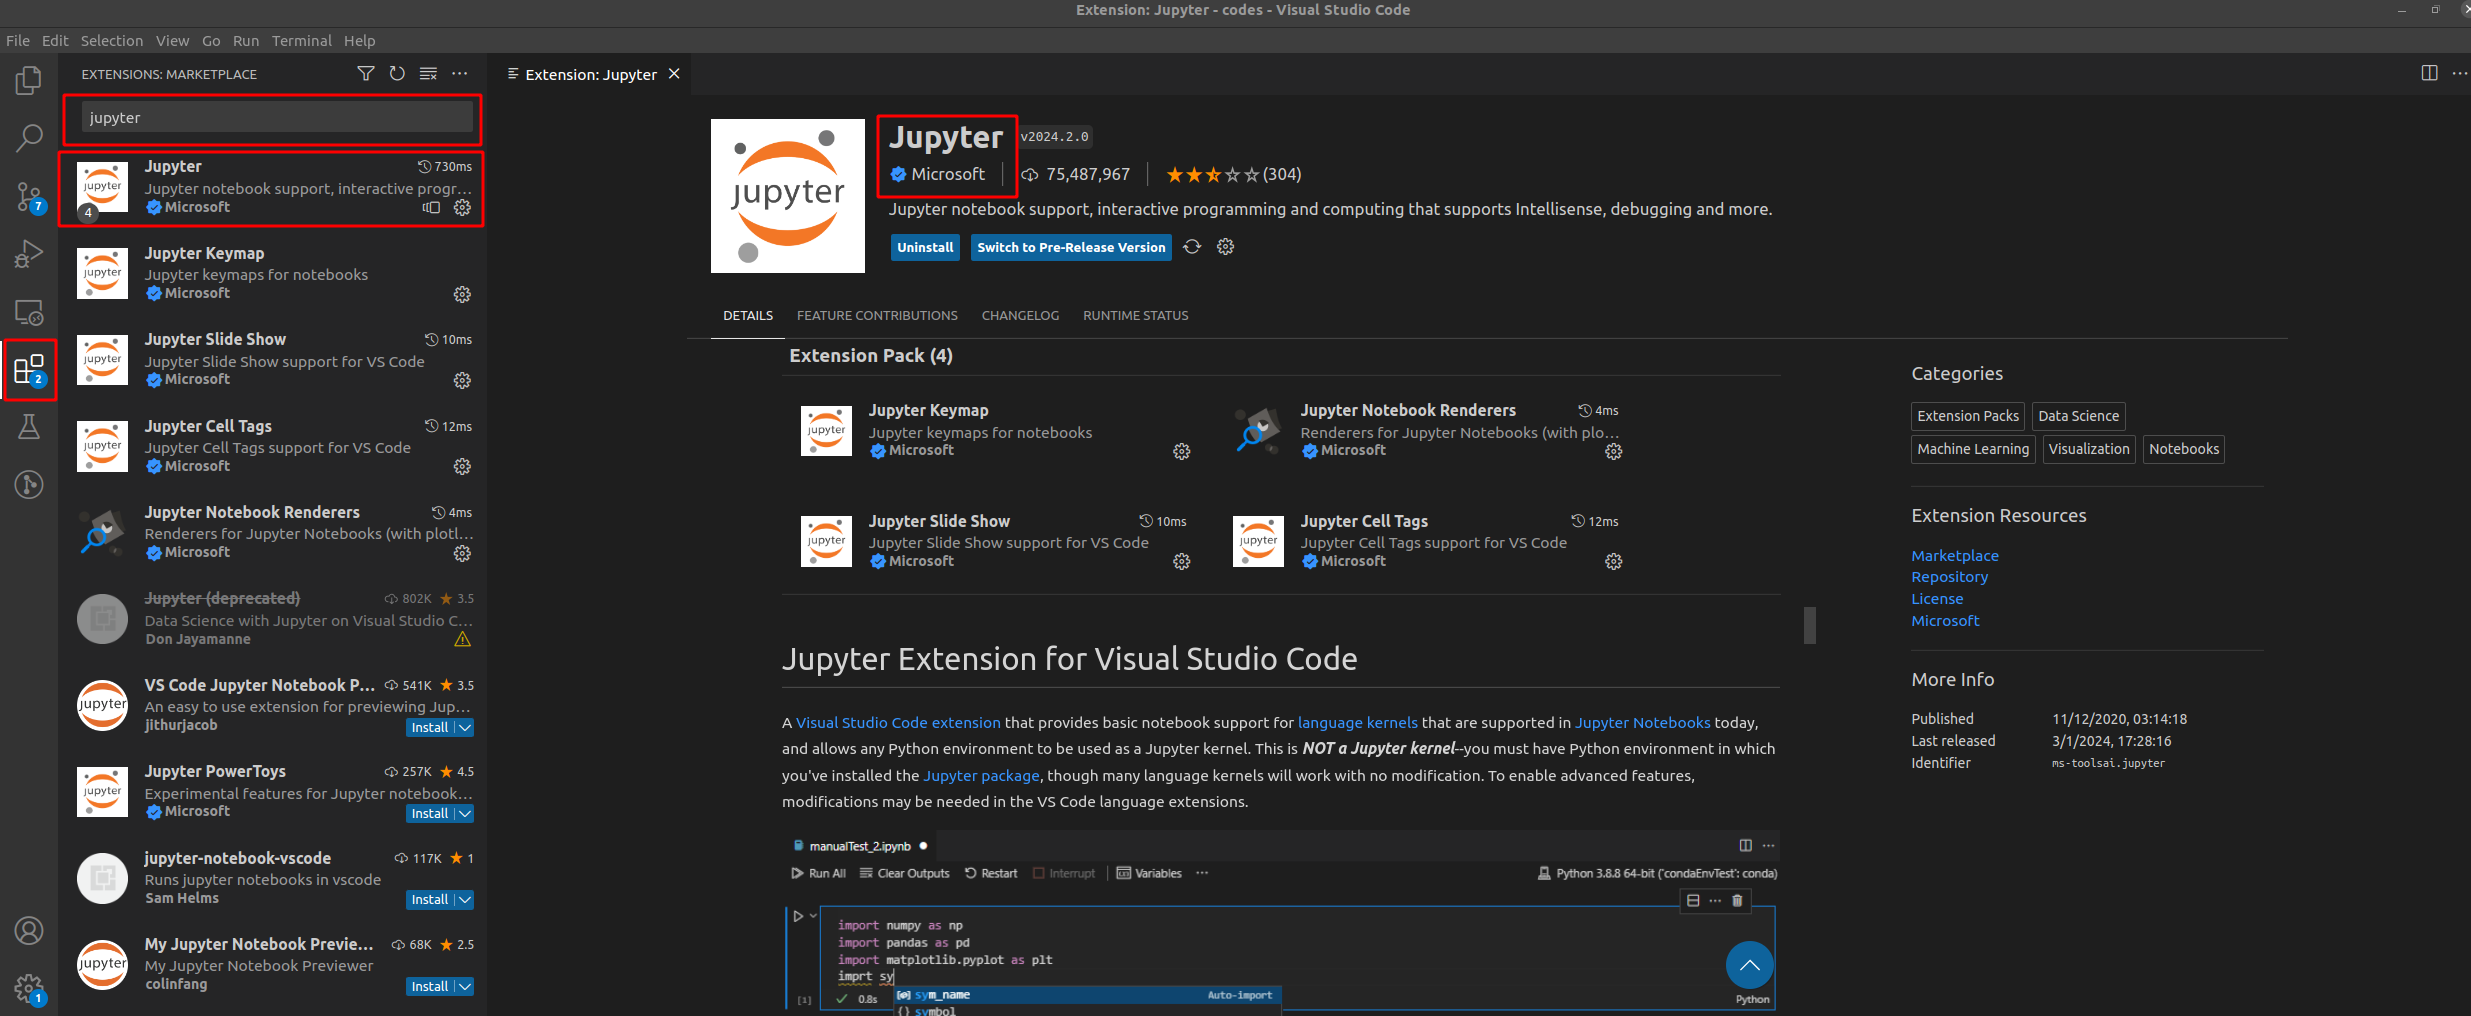 Extension: Jupyter - codes - Visual Studio Code
File Edit Selection View Go Run Terminal Help
EXTENSIONS: MARKETPLACE
jupyter
7
2
1
Jupyter 730ms
Jupyter notebook support, interactive progr...
Microsoft
4
jupyter
Jupyter Keymap
Jupyter keymaps for notebooks
Microsoft
jupyter
Jupyter Slide Show 10ms
Jupyter Slide Show support for VS Code
Microsoft
jupyter
Jupyter Cell Tags 12ms
Jupyter Cell Tags support for VS Code
Microsoft
jupyter
Jupyter Notebook Renderers 4ms
Renderers for Jupyter Notebooks (with plotl...
Microsoft
Jupyter (deprecated) 802K 3.5
Data Science with Jupyter on Visual Studio C...
Don Jayamanne
VS Code Jupyter Notebook P... 541K 3.5
An easy to use extension for previewing Jup...
jithurjacob Install
jupyter
Jupyter PowerToys 257K 4.5
Experimental features for Jupyter notebook...
Microsoft Install
jupyter
jupyter-notebook-vscode 117K 1
Runs jupyter notebooks in vscode
Sam Helms Install
My Jupyter Notebook Previe... 68K 2.5
My Jupyter Notebook Previewer
colinfang Install
jupyter
Extension: Jupyter
jupyter
Jupyter v2024.2.0
Microsoft 75,487,967 (304)
Jupyter notebook support, interactive programming and computing that supports Intellisense, debugging and more.
Uninstall Switch to Pre-Release Version
DETAILS FEATURE CONTRIBUTIONS CHANGELOG RUNTIME STATUS
Extension Pack (4)
jupyter
Jupyter Keymap
Jupyter keymaps for notebooks
Microsoft
Jupyter Notebook Renderers 4ms
Renderers for Jupyter Notebooks (with plo...
Microsoft
jupyter
Jupyter Slide Show 10ms
Jupyter Slide Show support for VS Code
Microsoft
jupyter
Jupyter Cell Tags 12ms
Jupyter Cell Tags support for VS Code
Microsoft
Jupyter Extension for Visual Studio Code
A Visual Studio Code extension that provides basic notebook support for language kernels that are supported in Jupyter Notebooks today,
and allows any Python environment to be used as a Jupyter kernel. This is NOT a Jupyter kernel--you must have Python environment in which
you've installed the Jupyter package, though many language kernels will work with no modification. To enable advanced features,
modifications may be needed in the VS Code language extensions.
manualTest_2.ipynb
Run All Clear Outputs Restart Interrupt Variables Python 3.8.8 64-bit ('condaEnvTest': conda)
import numpy as np
import pandas as pd
import matplotlib.pyplot as plt
imprt sy
[1] 0.8s
sym_name Auto-import
{} symbol
Python
Categories
Extension Packs Data Science
Machine Learning Visualization Notebooks
Extension Resources
Marketplace
Repository
License
Microsoft
More Info
Published 11/12/2020, 03:14:18
Last released 3/1/2024, 17:28:16
Identifier ms-toolsai.jupyter